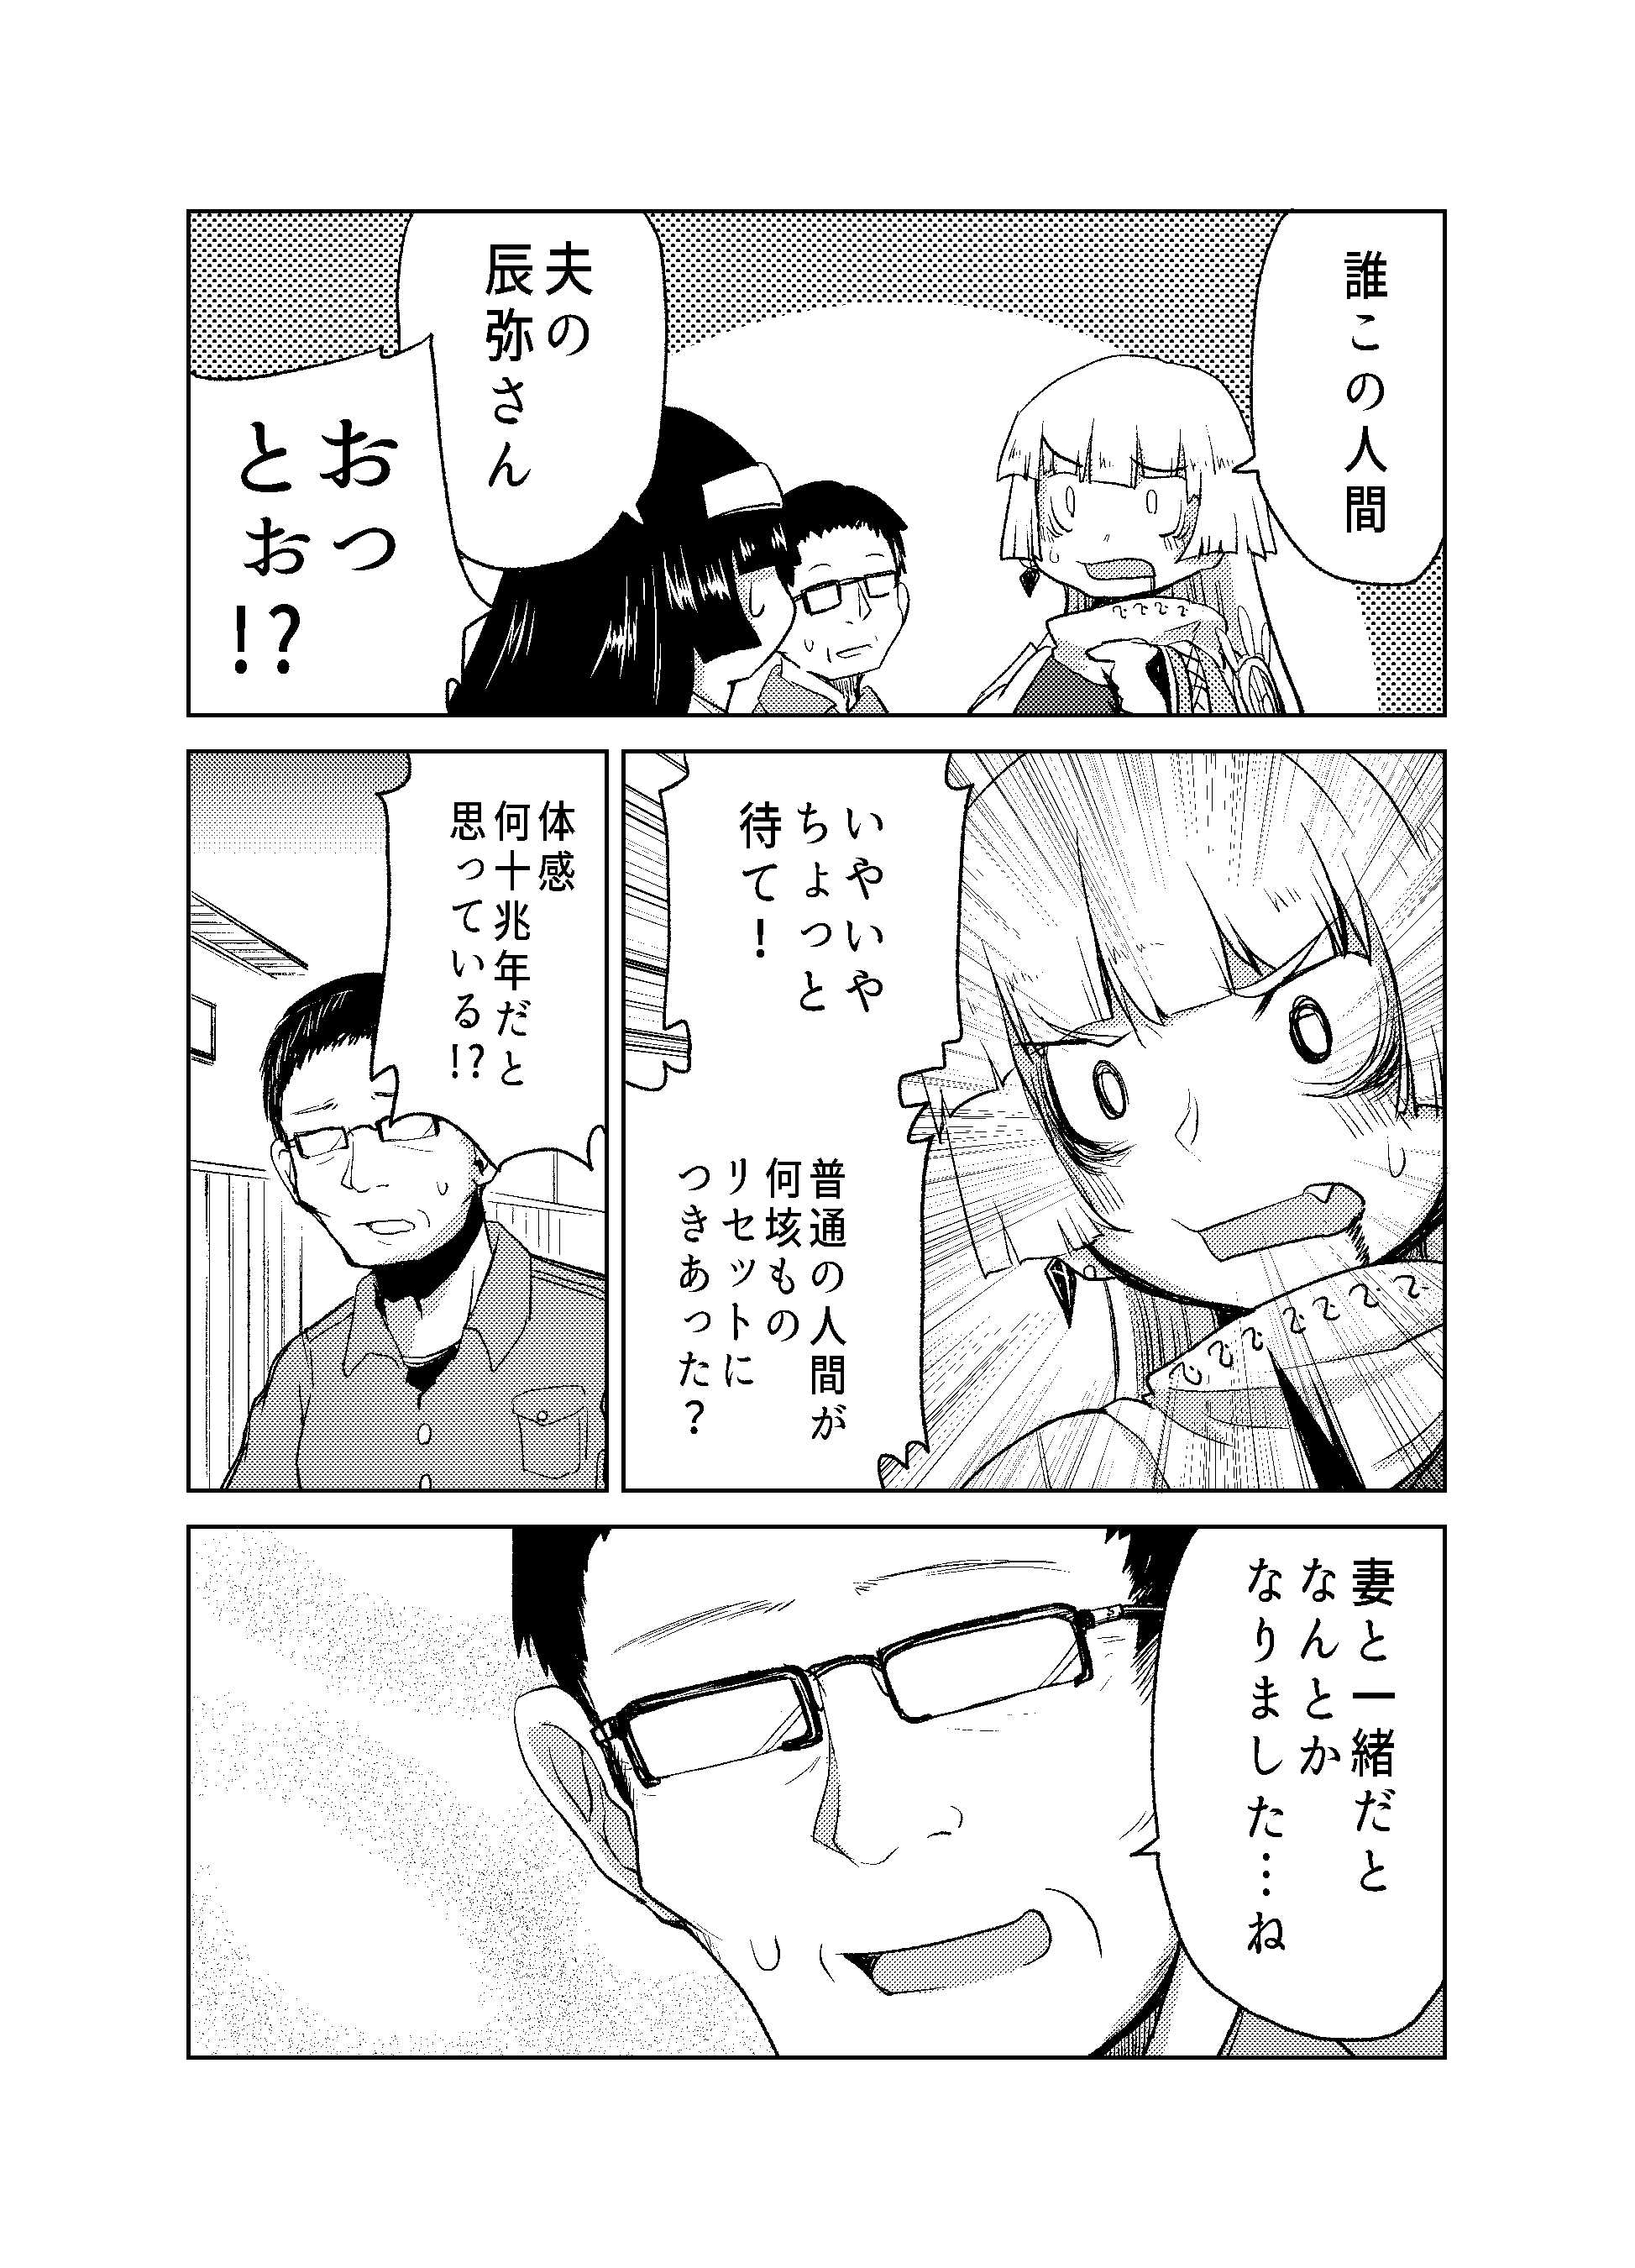 誰この人間
夫の
辰弥さん
おっ
とぉ!?
いやいや
ちょっと
待て!
普通の人間が
何垓もの
リセットに
つきあった?
体感
何十兆年だと
思っている!?
妻と一緒だと
なんとか
なりました…ね